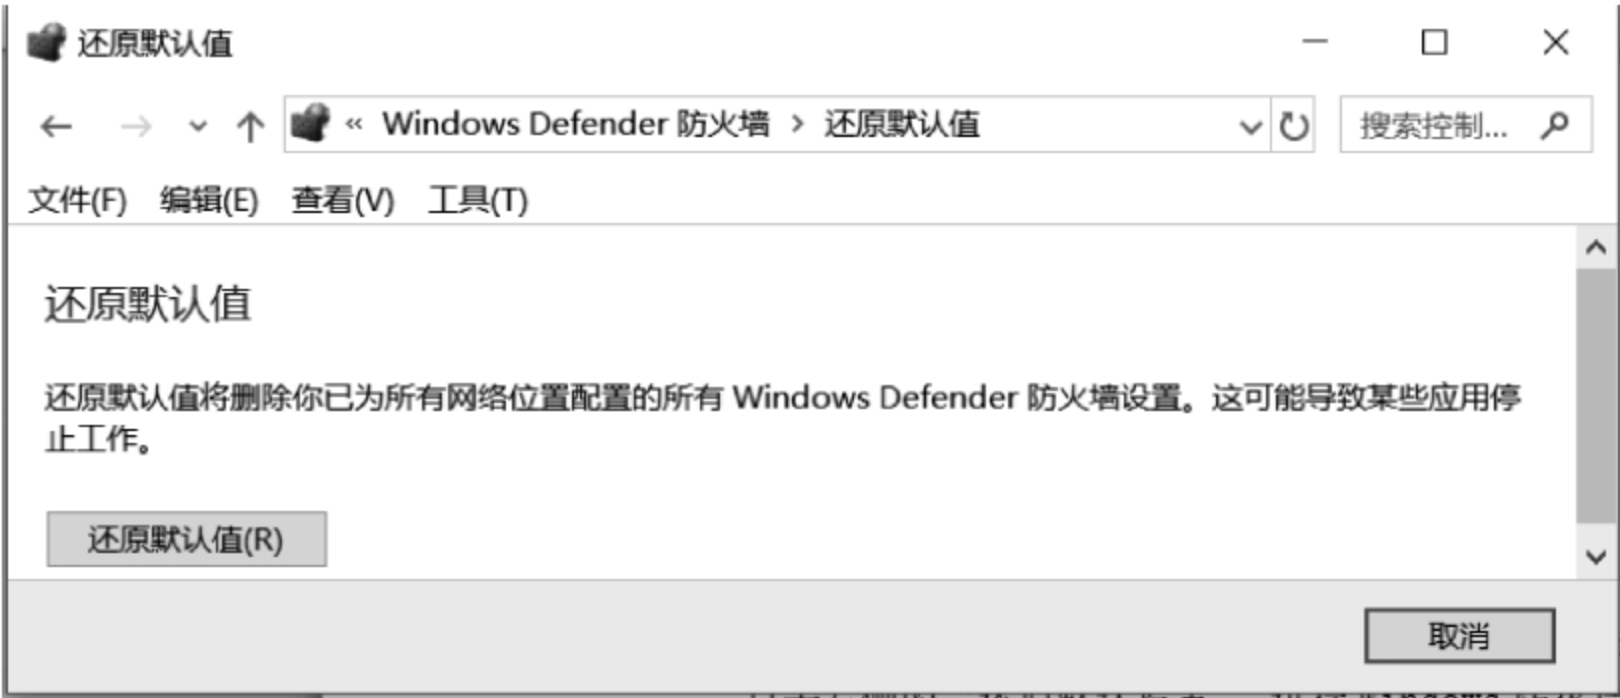 还原默认值
« Windows Defender 防火墙 > 还原默认值
搜索控制...
文件(F) 编辑(E) 查看(V) 工具(T)
还原默认值
还原默认值将删除你已为所有网络位置配置的所有 Windows Defender 防火墙设置。这可能导致某些应用停
止工作。
还原默认值(R)
取消